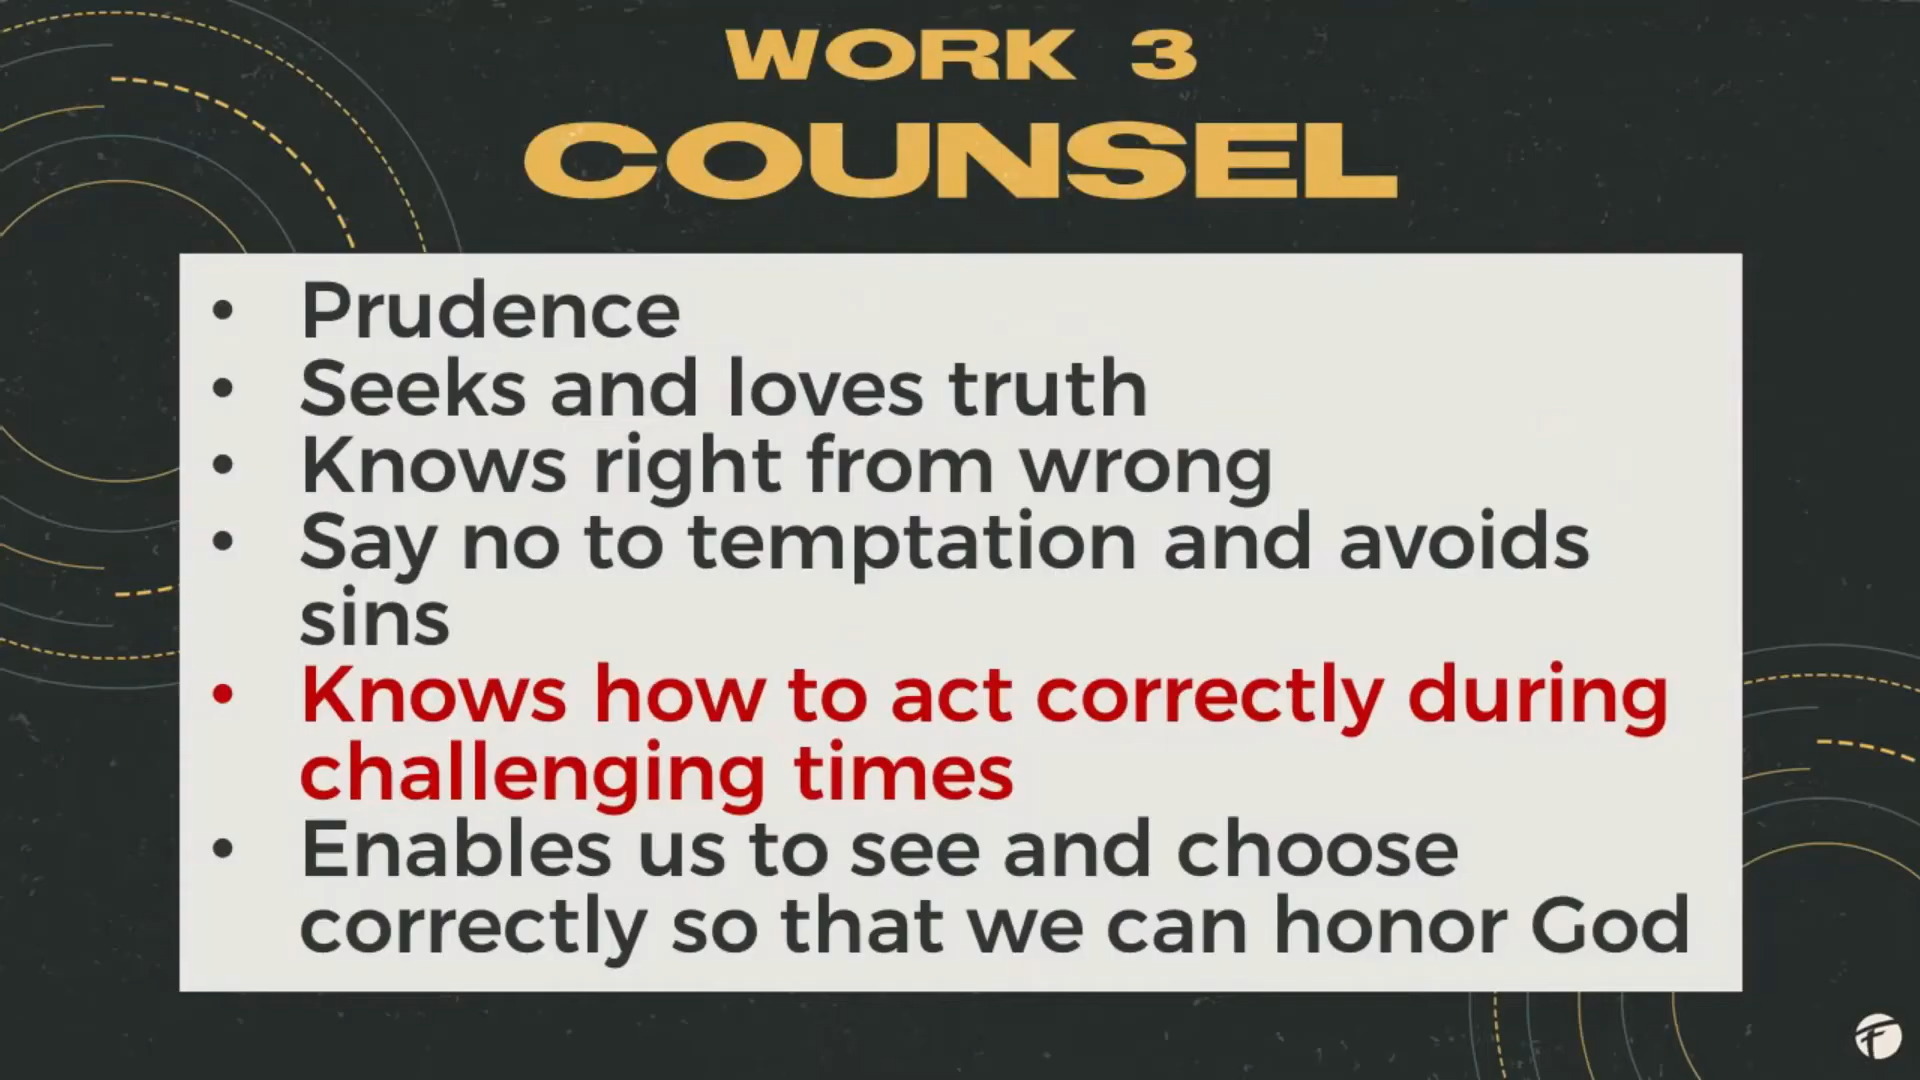 WORK 3
COUNSEL
• Prudence
• Seeks and loves truth
• Knows right from wrong
• Say no to temptation and avoids
sins
• Knows how to act correctly during
challenging times
• Enables us to see and choose
correctly so that we can honor God